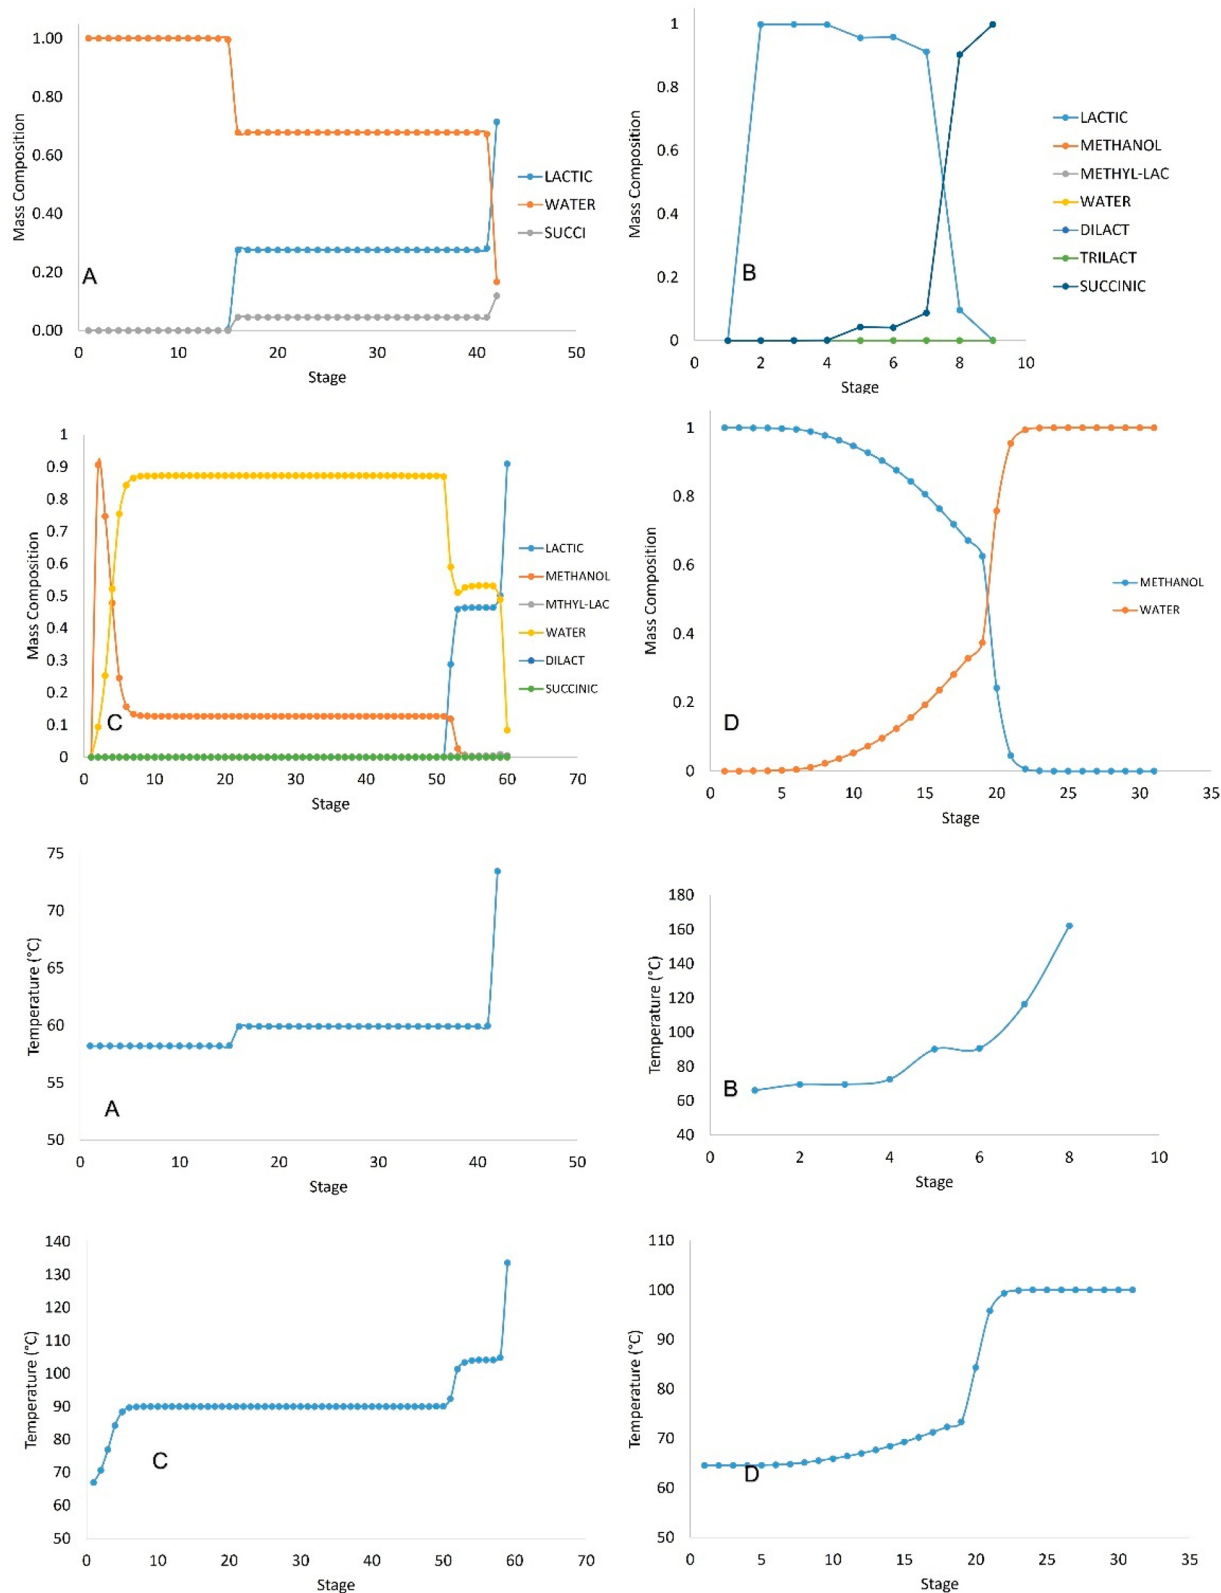 Mass Composition
1.00
0.80
0.60
0.40
0.20
0.00
0
10
20
30
40
50
Stage
A
LACTIC
WATER
SUCCI
Mass Composition
1
0.8
0.6
0.4
0.2
0
0
2
4
6
8
10
Stage
B
LACTIC
METHANOL
METHYL-LAC
WATER
DILACT
TRILACT
SUCCINIC
Mass Composition
1
0.9
0.8
0.7
0.6
0.5
0.4
0.3
0.2
0.1
0
0
10
20
30
40
50
60
70
Stage
C
LACTIC
METHANOL
MTHYL-LAC
WATER
DILACT
SUCCINIC
Mass Composition
1
0.8
0.6
0.4
0.2
0
0
5
10
15
20
25
30
35
Stage
D
METHANOL
WATER
Temperature (°C)
75
70
65
60
55
50
0
10
20
30
40
50
Stage
A
Temperature (°C)
180
160
140
120
100
80
60
40
0
2
4
6
8
10
Stage
B
Temperature (°C)
140
130
120
110
100
90
80
70
60
50
0
10
20
30
40
50
60
70
Stage
C
Temperature (°C)
110
100
90
80
70
60
50
0
5
10
15
20
25
30
35
Stage
D